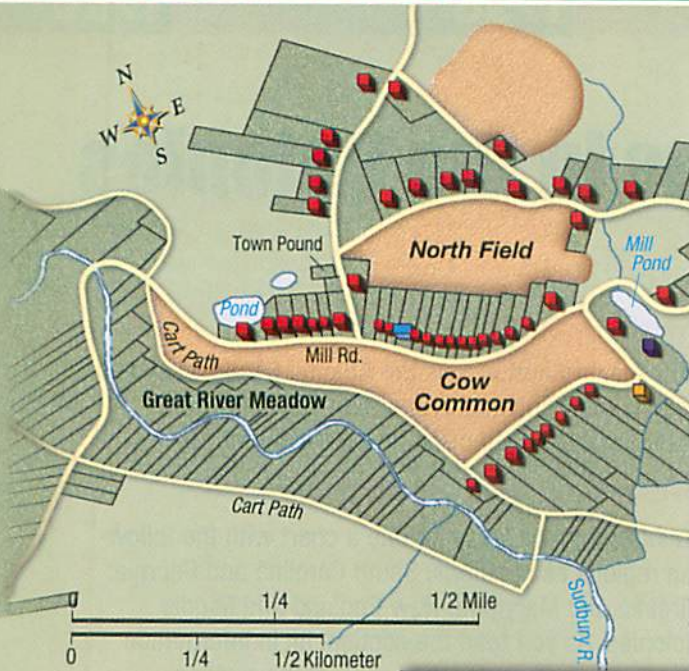 N
E
W
S
Town Pound
North Field
Mill
Pond
Pond
Cart Path
Mill Rd.
Cow
Common
Great River Meadow
Cart Path
Sudbury R.
0
1/4
1/2 Mile
0
1/4
1/2 Kilometer